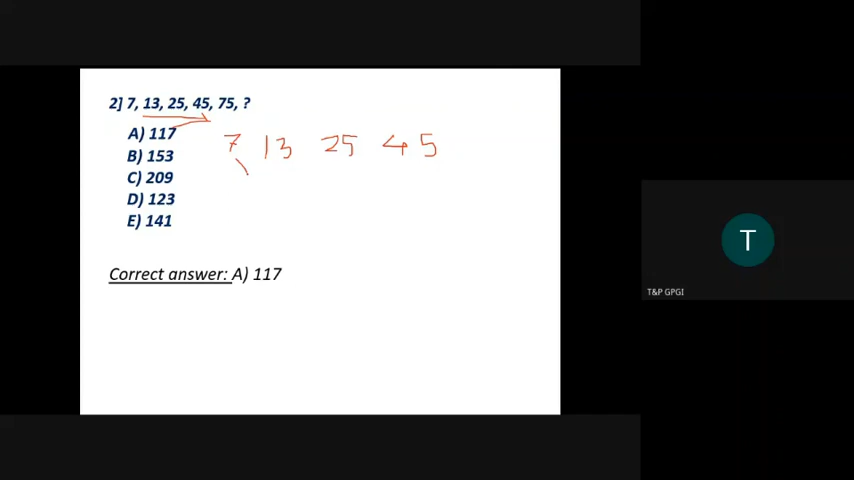 2] 7, 13, 25, 45, 75, ?
A) 117
7 13 25 45
B) 153
C) 209
D) 123
E) 141
Correct answer: A) 117
T
T&P GPGI